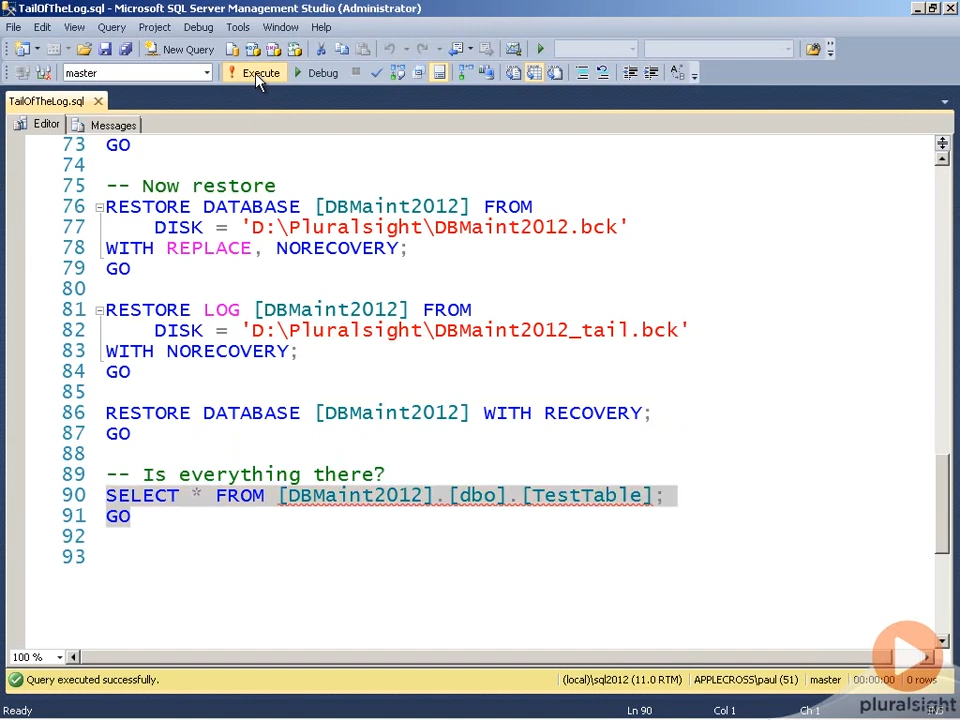 TailOfTheLog.sql - Microsoft SQL Server Management Studio (Administrator)
File Edit View Query Project Debug Tools Window Help
New Query
master Execute Debug
TailOfTheLog.sql
Editor Messages
73 GO
74
75 -- Now restore
76 RESTORE DATABASE [DBMaint2012] FROM
77 DISK = 'D:\Pluralsight\DBMaint2012.bck'
78 WITH REPLACE, NORECOVERY;
79 GO
80
81 RESTORE LOG [DBMaint2012] FROM
82 DISK = 'D:\Pluralsight\DBMaint2012_tail.bck'
83 WITH NORECOVERY;
84 GO
85
86 RESTORE DATABASE [DBMaint2012] WITH RECOVERY;
87 GO
88
89 -- Is everything there?
90 SELECT * FROM [DBMaint2012].[dbo].[TestTable];
91 GO
92
93
100 %
Query executed successfully. (local)\sql2012 (11.0 RTM) APPLECROSS\paul (51) master 00:00:00 0 rows
pluralsight
Ready Ln 90 Col 1 Ch 1 INS